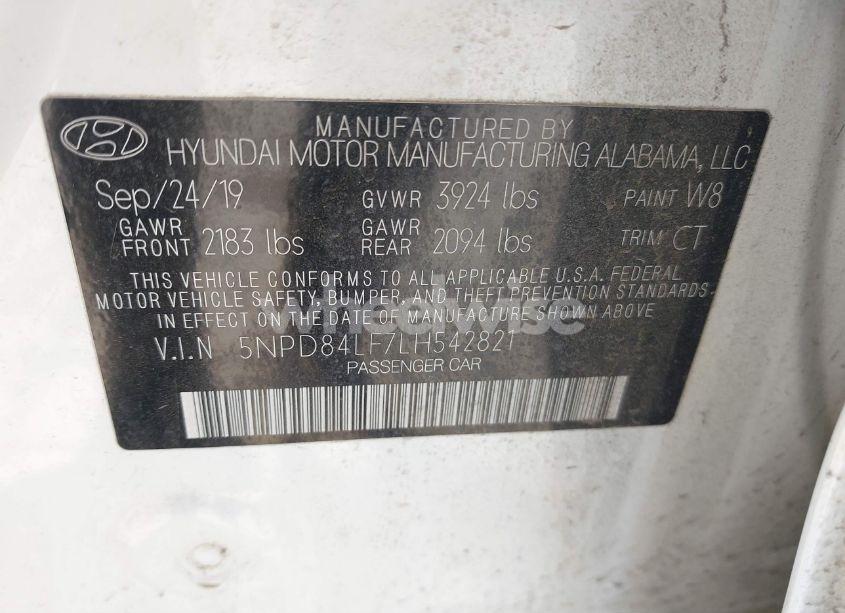 MANUFACTURED BY
HYUNDAI MOTOR MANUFACTURING ALABAMA, LLC
Sep/24/19 GVWR 3924 lbs PAINT W8
GAWR FRONT 2183 lbs GAWR REAR 2094 lbs TRIM CT
THIS VEHICLE CONFORMS TO ALL APPLICABLE U.S.A. FEDERAL
MOTOR VEHICLE SAFETY, BUMPER, AND THEFT PREVENTION STANDARDS
IN EFFECT ON THE DATE OF MANUFACTURE SHOWN ABOVE
wheelwise
V.I.N 5NPD84LF7LH542821
PASSENGER CAR